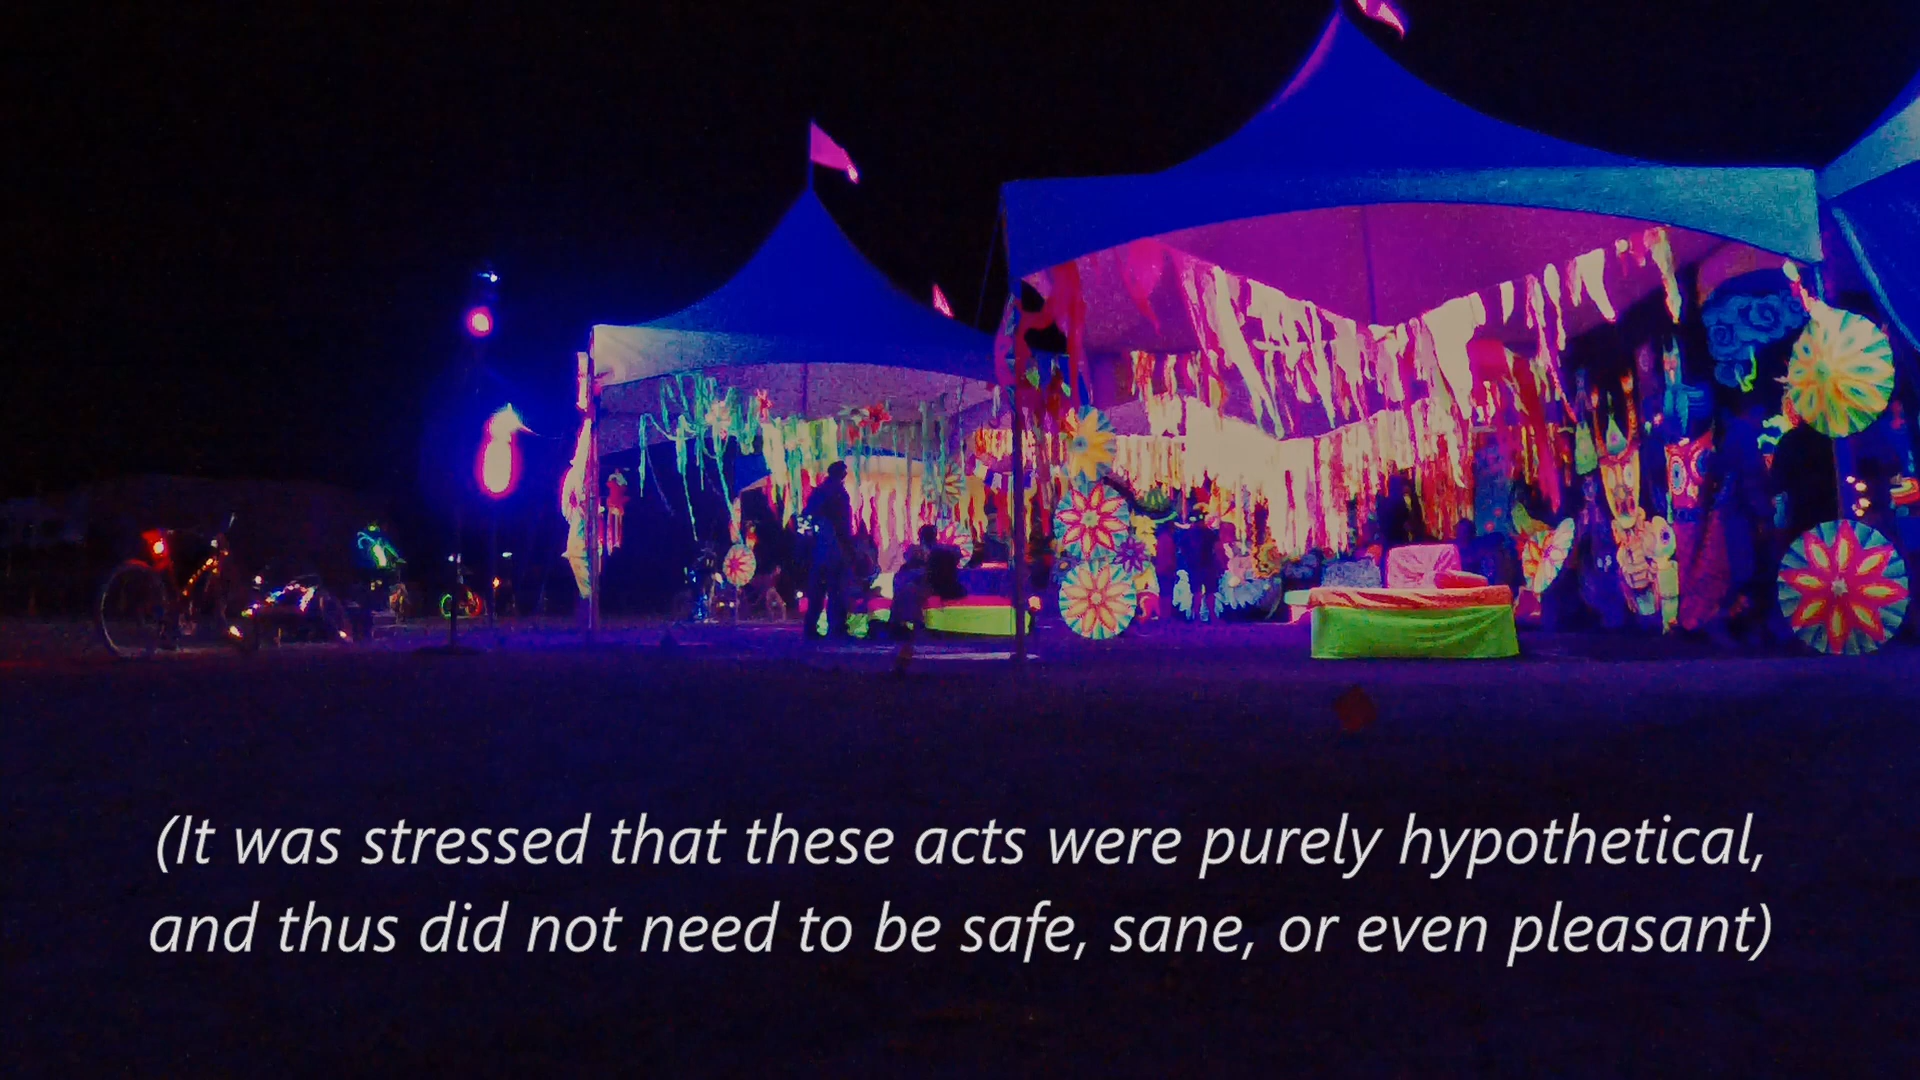 (It was stressed that these acts were purely hypothetical,
and thus did not need to be safe, sane, or even pleasant)